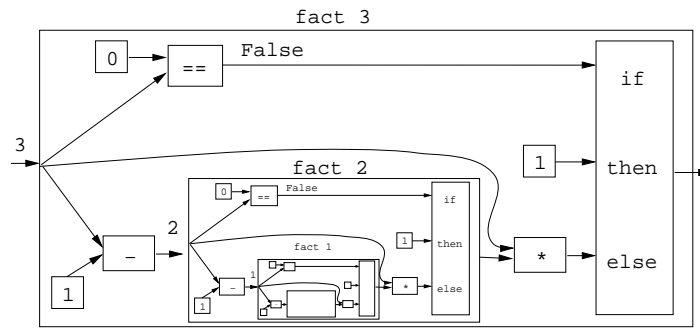 fact 3
0
==
False
if
3
1
then
fact 2
0
==
False
if
2
-
1
then
fact 1
*
else
1
-
1
*
else
1